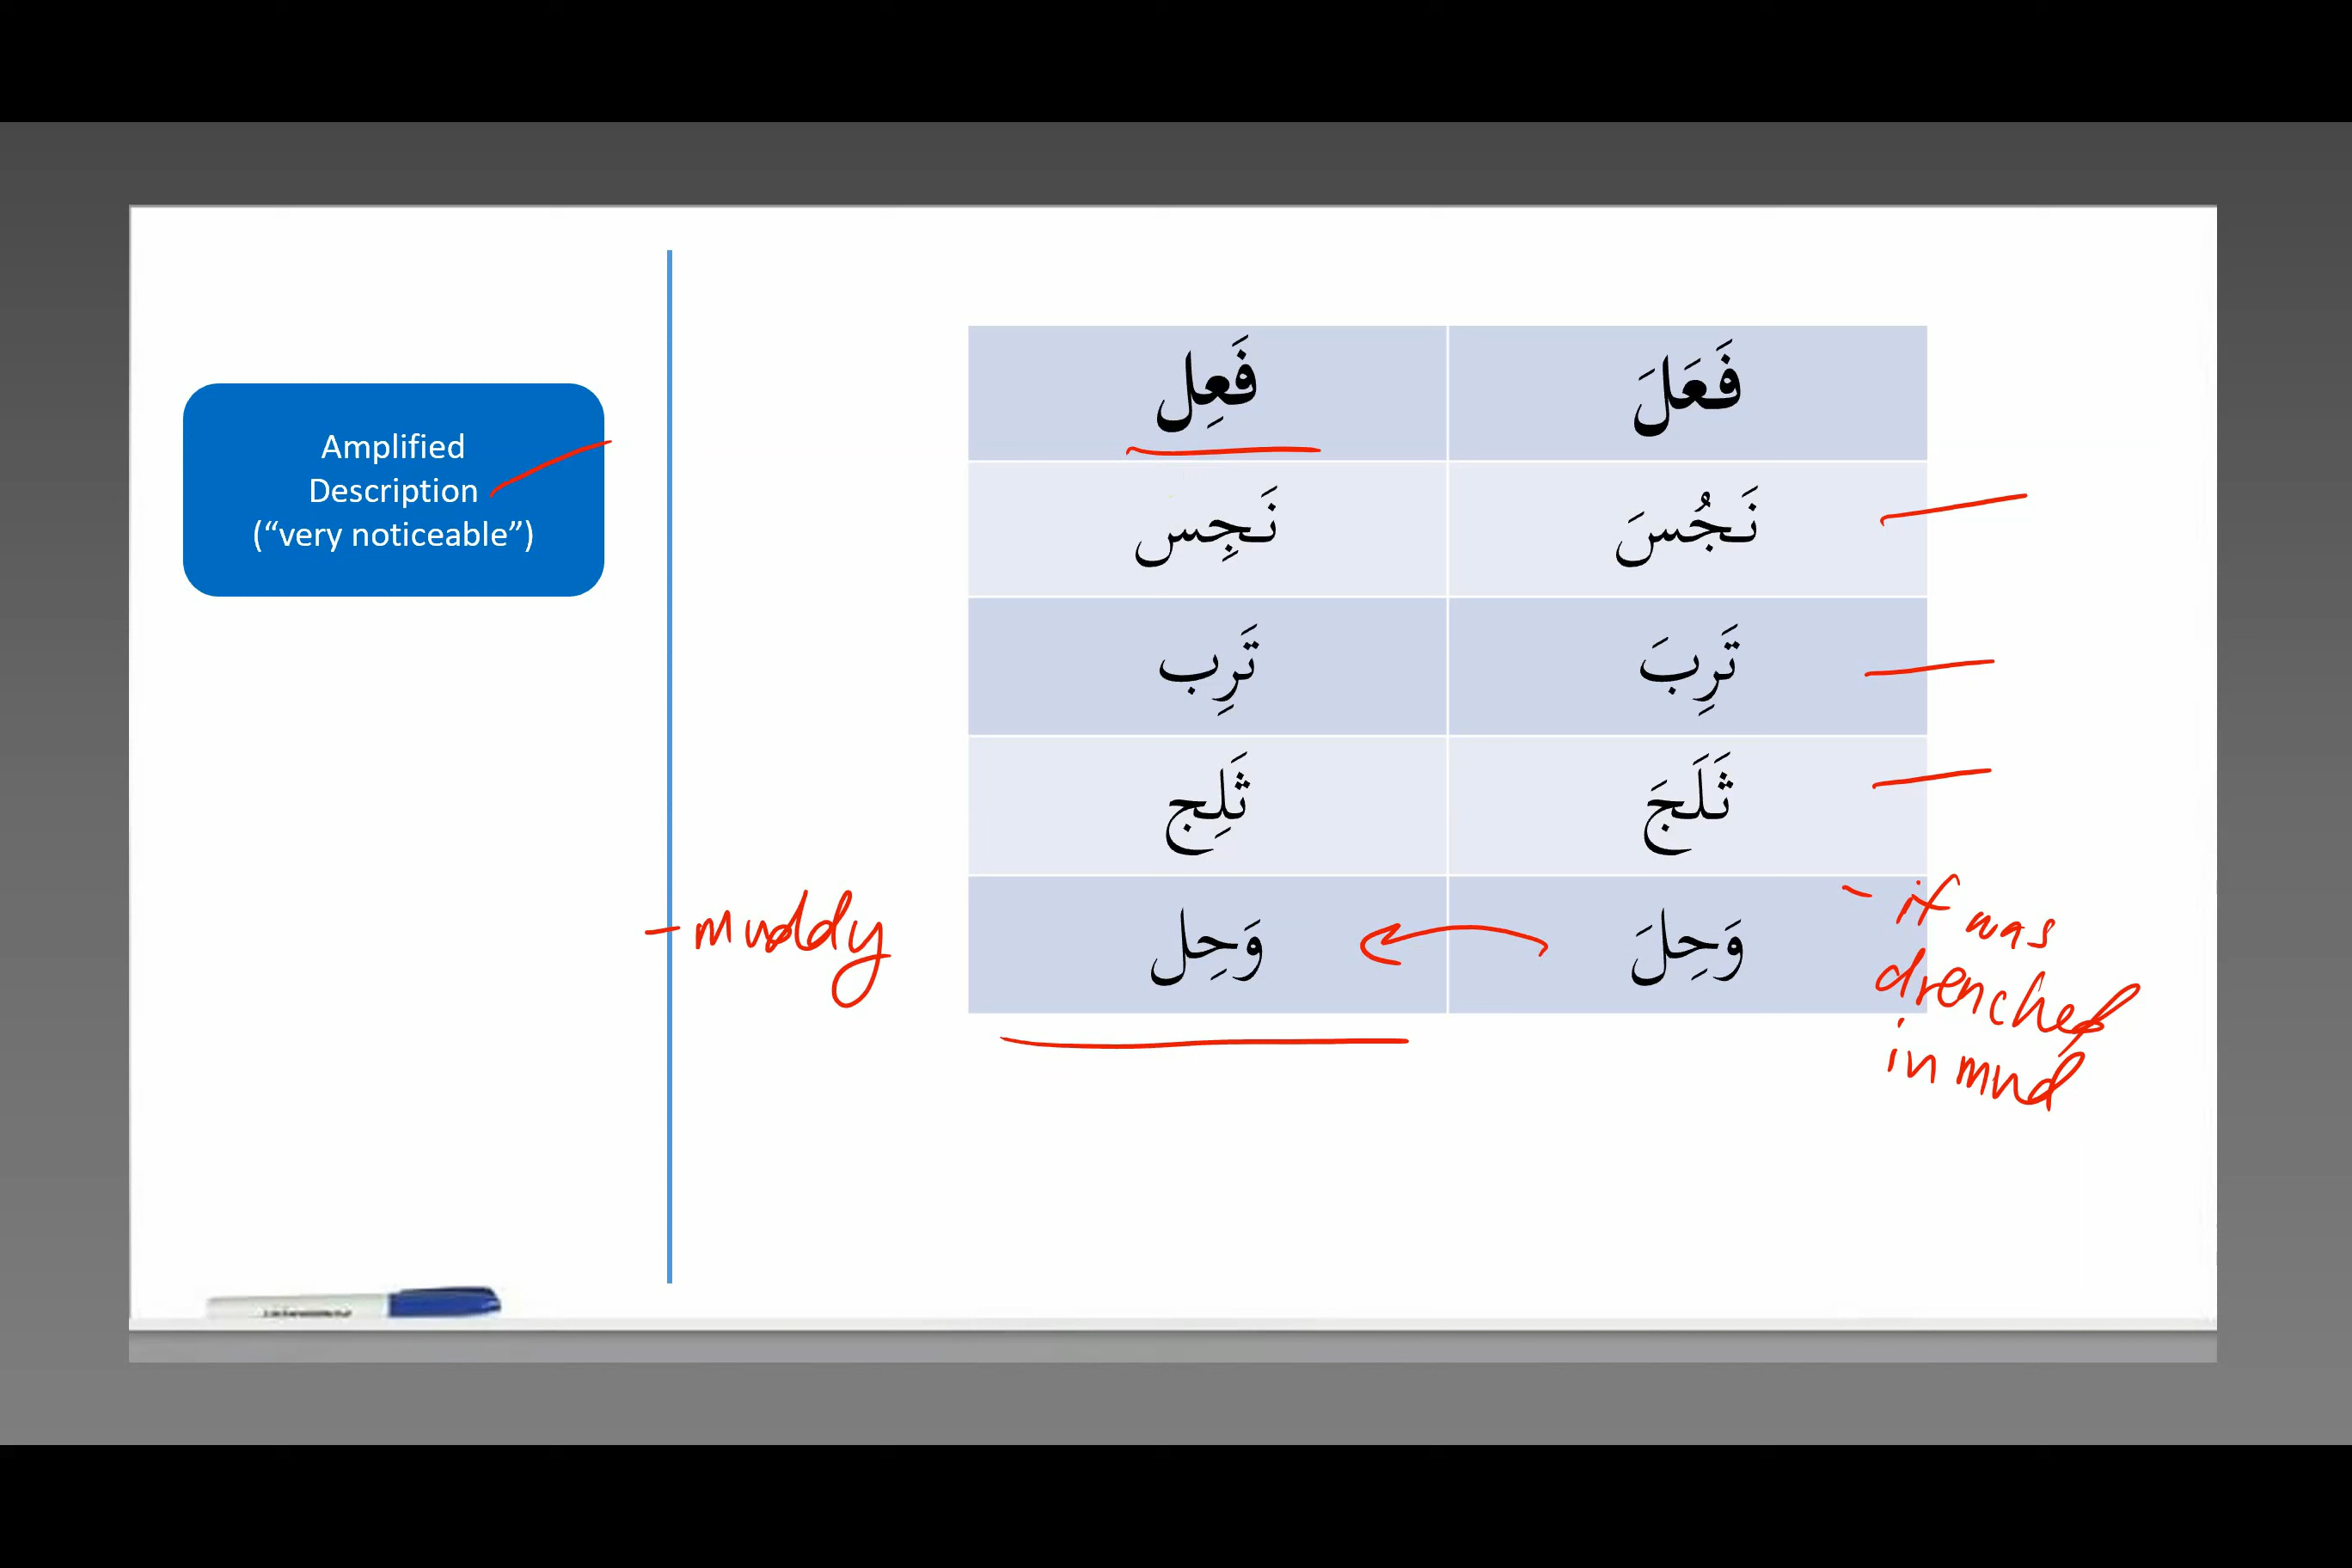 Amplified
Description
(“very noticeable”)
فَعَلَ فَعِل
نَجُسَ نَجِس
تَرِبَ تَرِب
ثَلَجَ ثَلِج
وَحِلَ وَحِل
- muddy
- it was
drenched
in mud